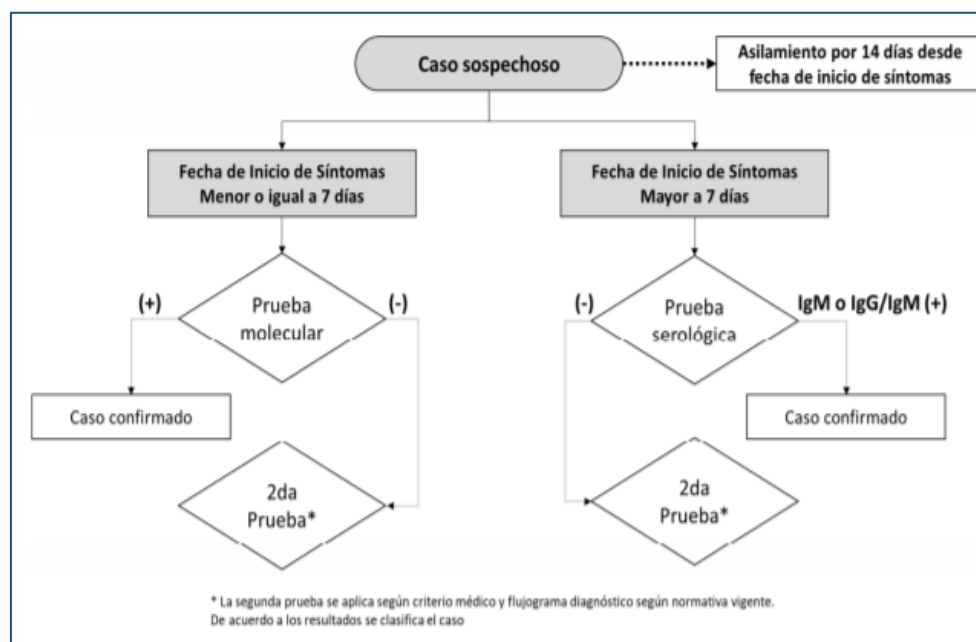 Caso sospechoso
Asilamiento por 14 días desde
fecha de inicio de síntomas
Fecha de Inicio de Síntomas
Menor o igual a 7 días
Fecha de Inicio de Síntomas
Mayor a 7 días
(+)
Prueba
molecular
(-)
(-)
Prueba
serológica
IgM o IgG/IgM (+)
Caso confirmado
Caso confirmado
2da
Prueba*
2da
Prueba*
* La segunda prueba se aplica según criterio médico y flujograma diagnóstico según normativa vigente.
De acuerdo a los resultados se clasifica el caso